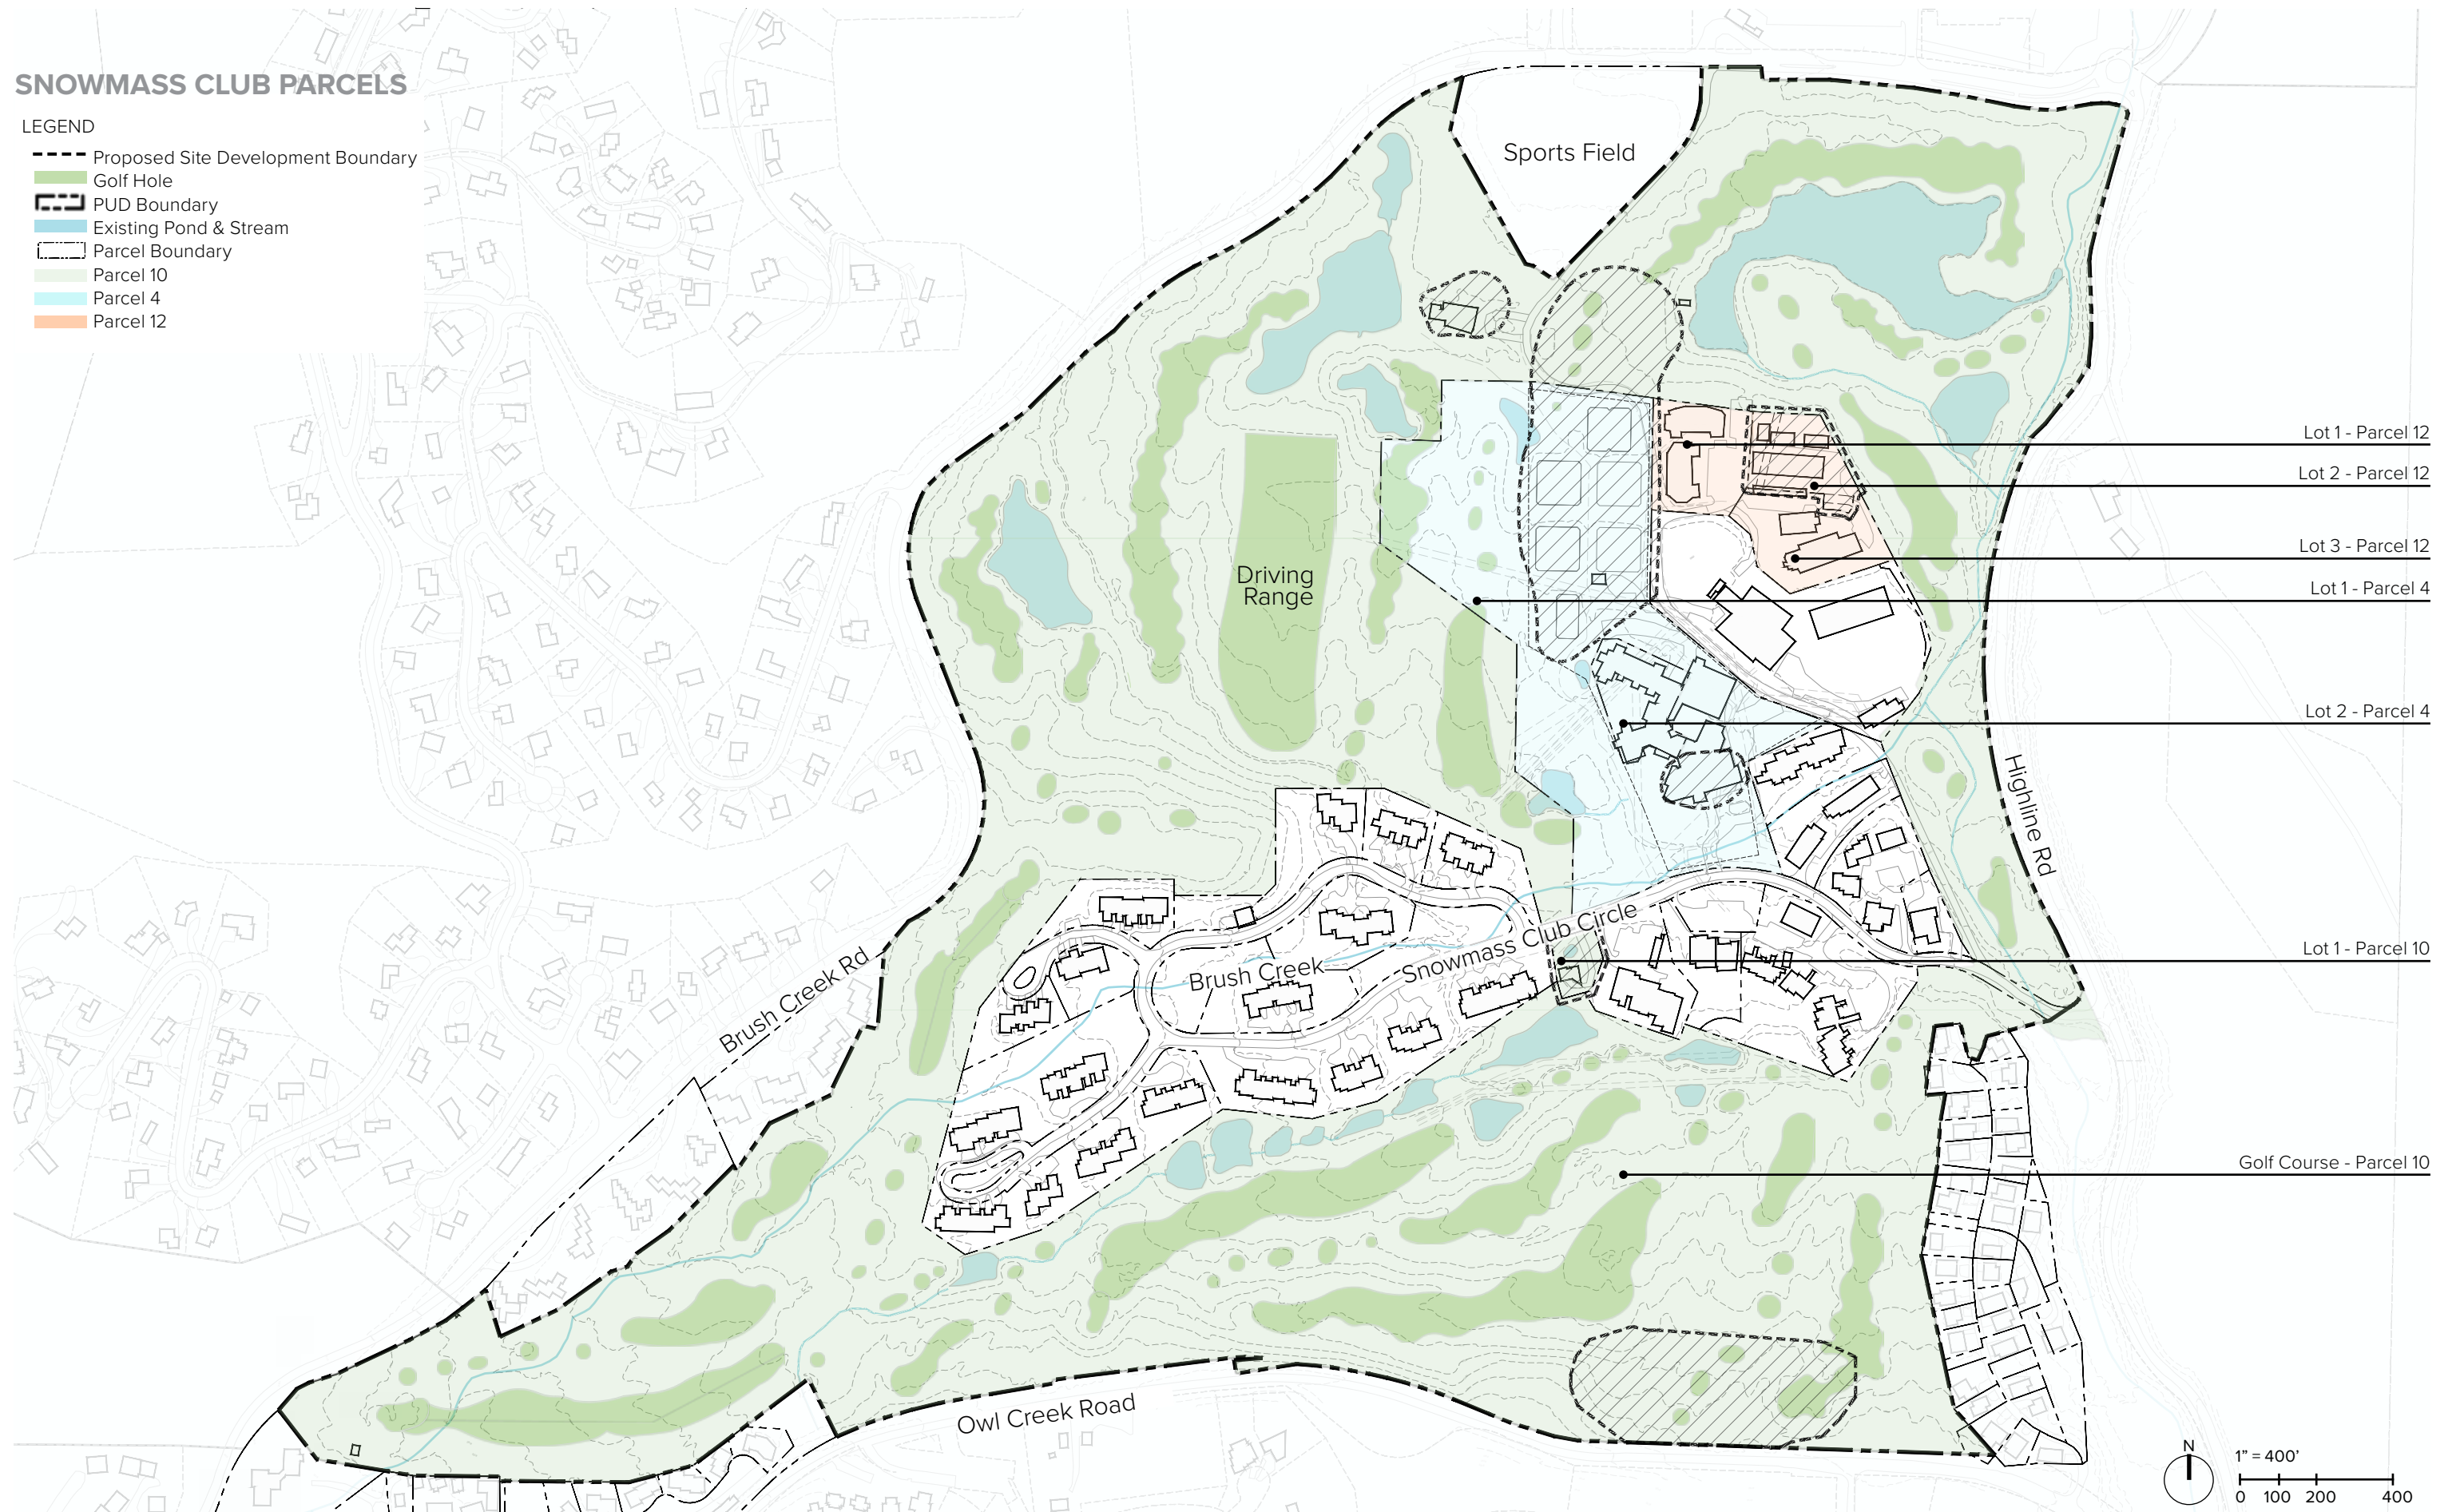 SNOWMASS CLUB PARCELS
LEGEND
Proposed Site Development Boundary
Golf Hole
PUD Boundary
Existing Pond & Stream
Parcel Boundary
Parcel 10
Parcel 4
Parcel 12
Sports Field
Lot 1 - Parcel 12
Lot 2 - Parcel 12
Lot 3 - Parcel 12
Driving
Range
Lot 1 - Parcel 4
Lot 2 - Parcel 4
Highline Rd
Snowmass Club Circle
Brush Creek
Brush Creek Rd
Lot 1 - Parcel 10
Golf Course - Parcel 10
Owl Creek Road
N
1” = 400’
0 100 200 400